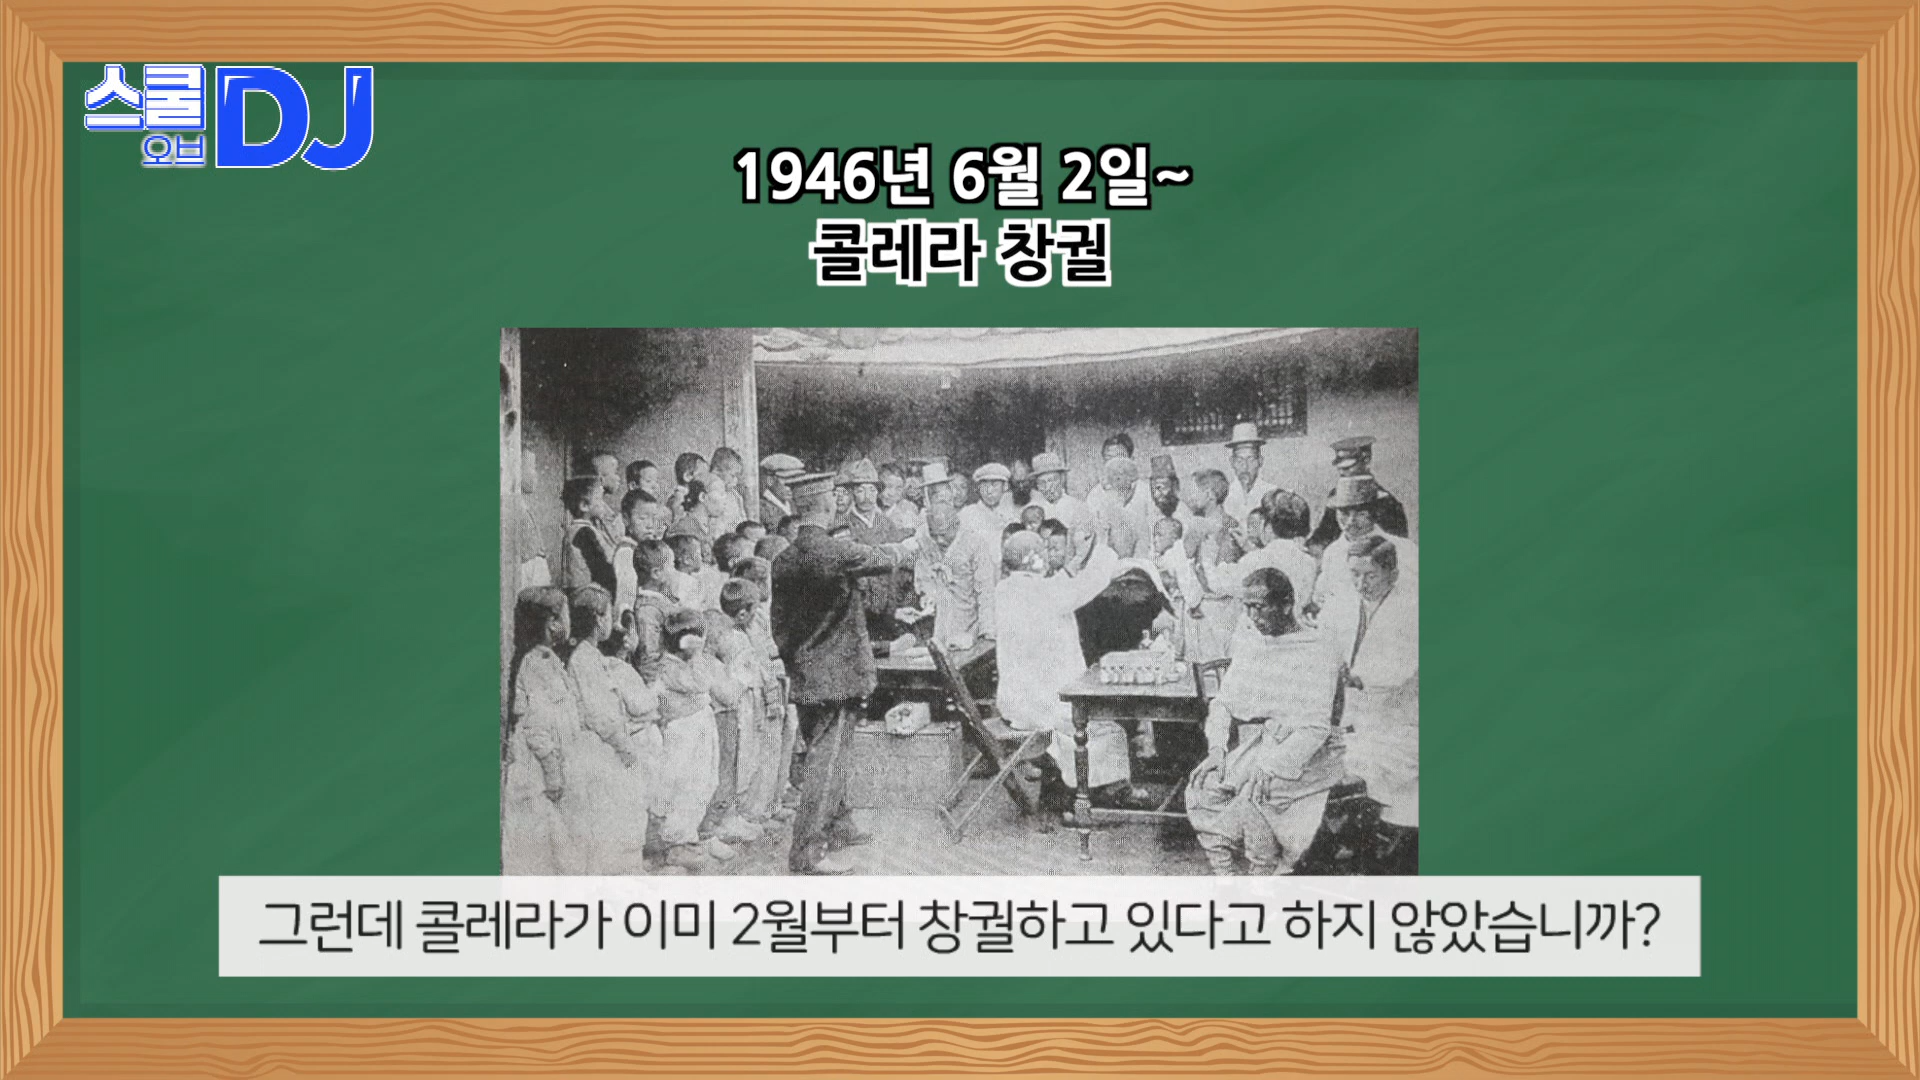 스쿨
오브 DJ
1946년 6월 2일~
콜레라 창궐
그런데 콜레라가 이미 2월부터 창궐하고 있다고 하지 않았습니까?